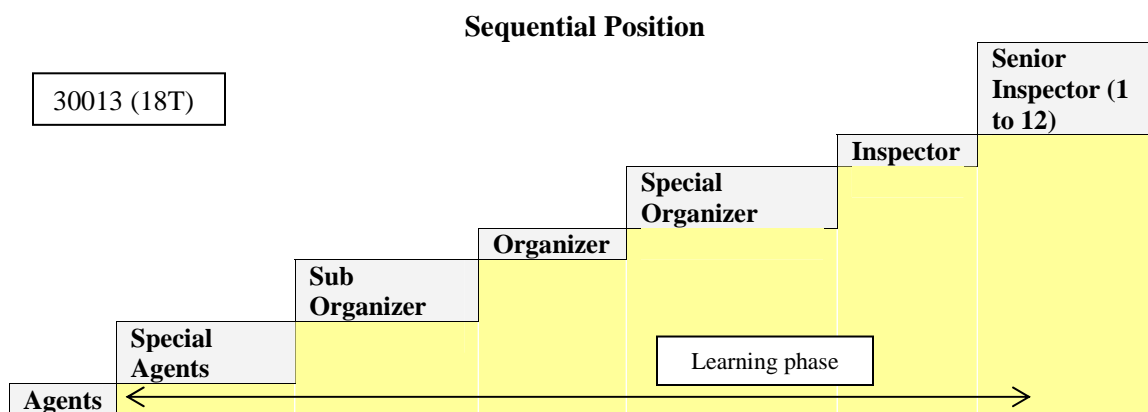 Sequential Position
30013 (18T)
Senior
Inspector (1
to 12)
Inspector
Special
Organizer
Organizer
Sub
Organizer
Special
Agents
Learning phase
Agents